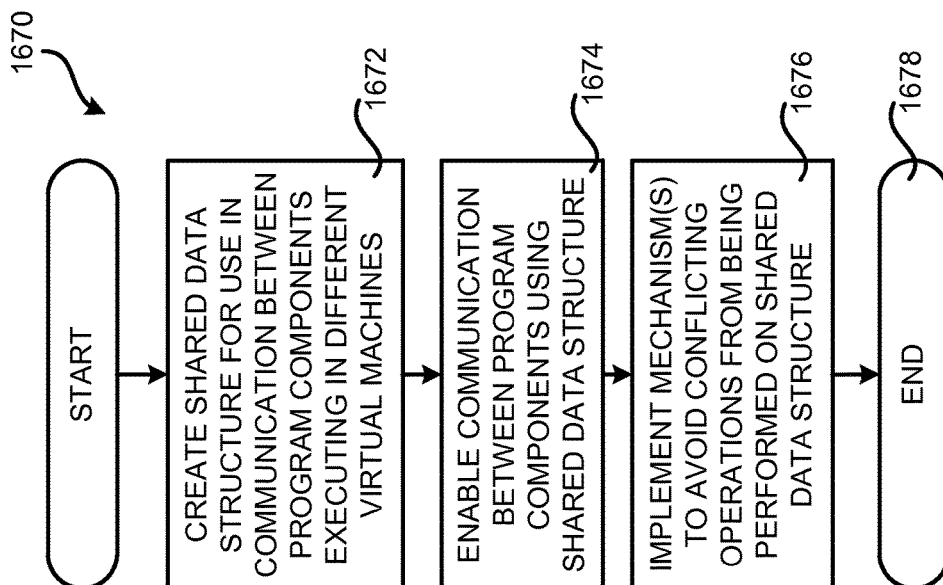 1670
START
CREATE SHARED DATA
STRUCTURE FOR USE IN
COMMUNICATION BETWEEN
PROGRAM COMPONENTS
EXECUTING IN DIFFERENT
VIRTUAL MACHINES
1672
ENABLE COMMUNICATION
BETWEEN PROGRAM
COMPONENTS USING
SHARED DATA STRUCTURE
1674
IMPLEMENT MECHANISM(S)
TO AVOID CONFLICTING
OPERATIONS FROM BEING
PERFORMED ON SHARED
DATA STRUCTURE
1676
END
1678